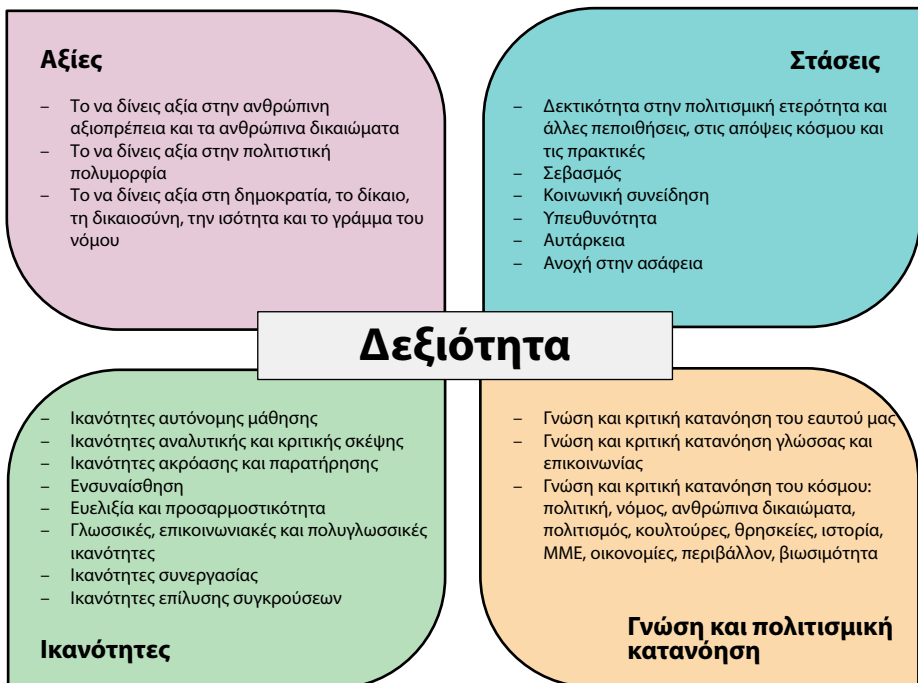 Αξίες
– Το να δίνεις αξία στην ανθρώπινη
αξιοπρέπεια και τα ανθρώπινα δικαιώματα
– Το να δίνεις αξία στην πολιτιστική
πολυμορφία
– Το να δίνεις αξία στη δημοκρατία, το δίκαιο,
τη δικαιοσύνη, την ισότητα και το γράμμα του
νόμου
Στάσεις
– Δεκτικότητα στην πολιτισμική ετερότητα και
άλλες πεποιθήσεις, στις απόψεις κόσμου και
τις πρακτικές
– Σεβασμός
– Κοινωνική συνείδηση
– Υπευθυνότητα
– Αυτάρκεια
– Ανοχή στην ασάφεια
Δεξιότητα
– Ικανότητες αυτόνομης μάθησης
– Ικανότητες αναλυτικής και κριτικής σκέψης
– Ικανότητες ακρόασης και παρατήρησης
– Ενσυναίσθηση
– Ευελιξία και προσαρμοστικότητα
– Γλωσσικές, επικοινωνιακές και πολυγλωσσικές
ικανότητες
– Ικανότητες συνεργασίας
– Ικανότητες επίλυσης συγκρούσεων
Ικανότητες
– Γνώση και κριτική κατανόηση του εαυτού μας
– Γνώση και κριτική κατανόηση γλώσσας και
επικοινωνίας
– Γνώση και κριτική κατανόηση του κόσμου:
πολιτική, νόμος, ανθρώπινα δικαιώματα,
πολιτισμός, κουλτούρες, θρησκείες, ιστορία,
ΜΜΕ, οικονομίες, περιβάλλον, βιωσιμότητα
Γνώση και πολιτισμική
κατανόηση